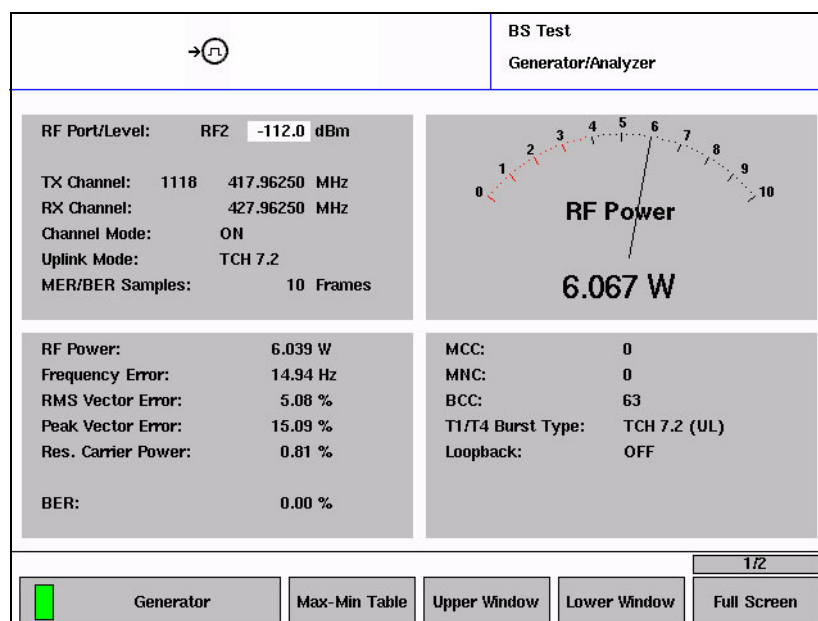 BS Test
Generator/Analyzer
RF Port/Level: RF2 -112.0 dBm
TX Channel: 1118 417.96250 MHz
RX Channel: 427.96250 MHz
Channel Mode: ON
Uplink Mode: TCH 7.2
MER/BER Samples: 10 Frames
0 1 2 3 4 5 6 7 8 9 10
RF Power
6.067 W
RF Power: 6.039 W
Frequency Error: 14.94 Hz
RMS Vector Error: 5.08 %
Peak Vector Error: 15.09 %
Res. Carrier Power: 0.81 %
BER: 0.00 %
MCC: 0
MNC: 0
BCC: 63
T1/T4 Burst Type: TCH 7.2 (UL)
Loopback: OFF
1/2
Generator
Max-Min Table
Upper Window
Lower Window
Full Screen